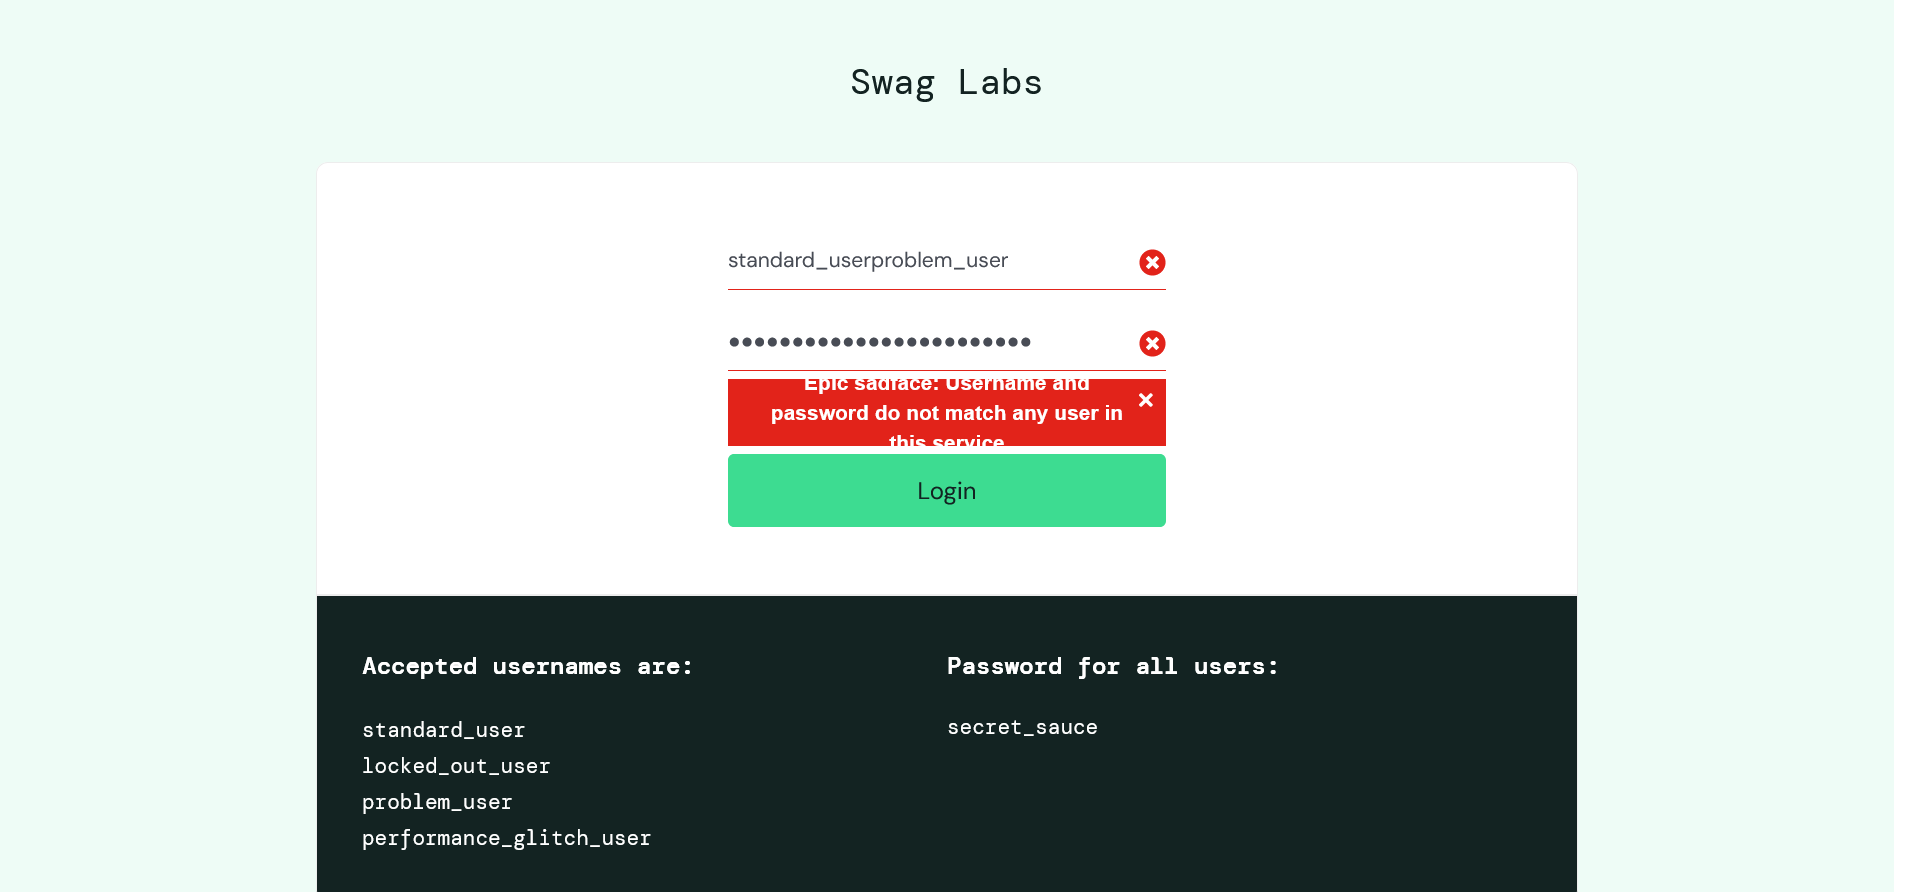 Swag Labs
standard_userproblem_user
••••••••••••••••••••••••
Epic sadface: Username and
password do not match any user in
this service
Login
Accepted usernames are:
Password for all users:
standard_user
secret_sauce
locked_out_user
problem_user
performance_glitch_user